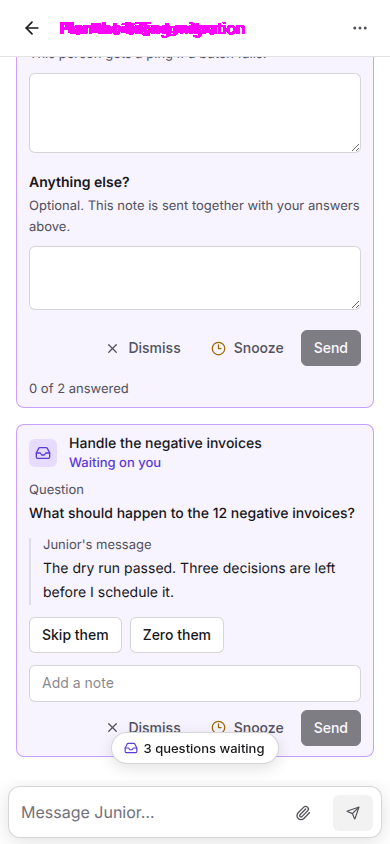 This person gets a ping if a batch fails.
Anything else?
Optional. This note is sent together with your answers
above.
Dismiss
Snooze
Send
0 of 2 answered
Handle the negative invoices
Waiting on you
Question
What should happen to the 12 negative invoices?
Junior's message
The dry run passed. Three decisions are left
before I schedule it.
Skip them
Zero them
Add a note
Dismiss
Snooze
Send
3 questions waiting
Message Junior...